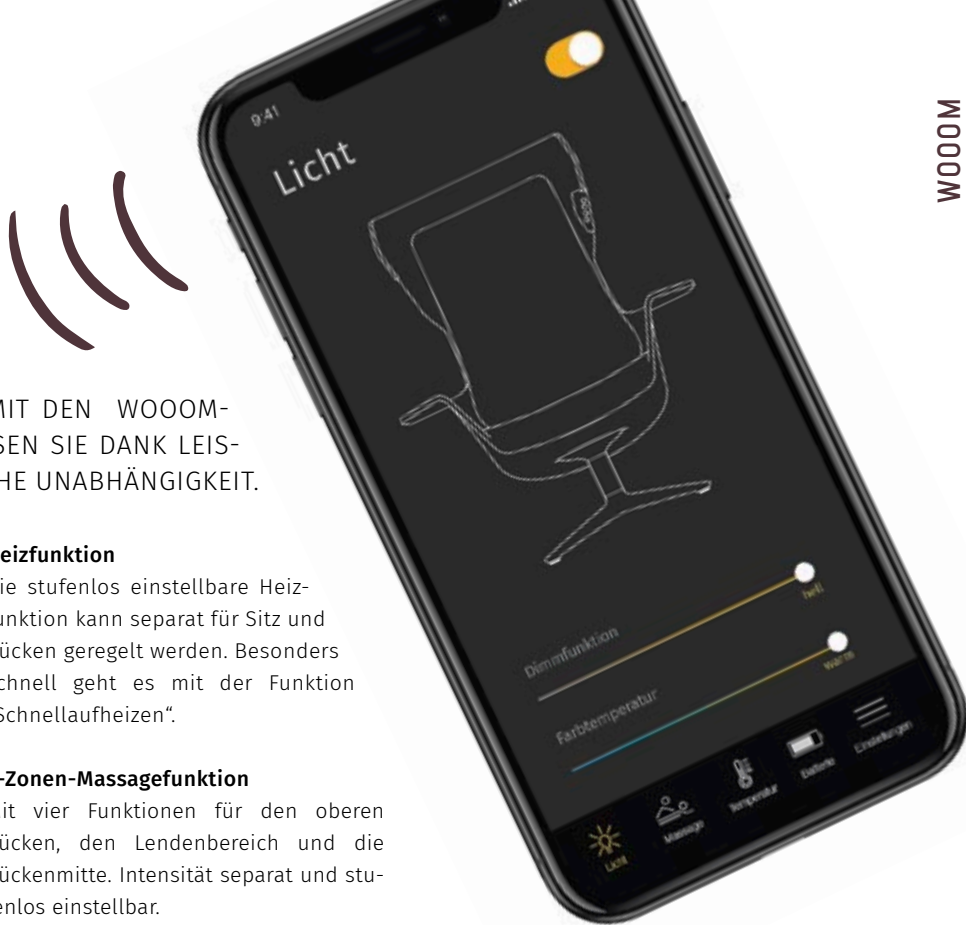 WOOOM
9:41
Licht
MIT DEN WOOOM-
SEN SIE DANK LEIS-
HE UNABHÄNGIGKEIT.
eizfunktion
ie stufenlos einstellbare Heiz-
unktion kann separat für Sitz und
ücken geregelt werden. Besonders
chnell geht es mit der Funktion
Schnellaufheizen“.
-Zonen-Massagefunktion
it vier Funktionen für den oberen
ücken, den Lendenbereich und die
ückenmitte. Intensität separat und stu-
enlos einstellbar.
hell
Dimmfunktion
Warm
Farbtemperatur
Licht
Massage
Temperatur
Batterie
Einstellungen